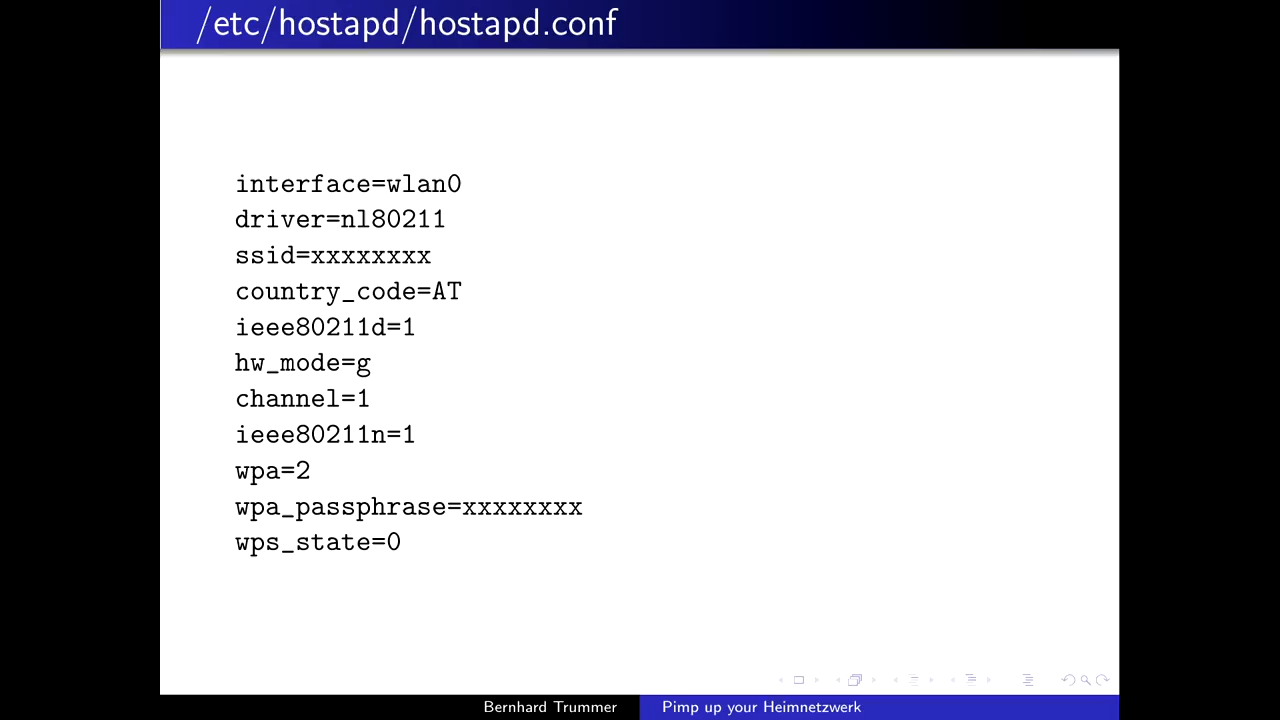 /etc/hostapd/hostapd.conf
interface=wlan0
driver=nl80211
ssid=xxxxxxxx
country_code=AT
ieee80211d=1
hw_mode=g
channel=1
ieee80211n=1
wpa=2
wpa_passphrase=xxxxxxxx
wps_state=0
Bernhard Trummer
Pimp up your Heimnetzwerk